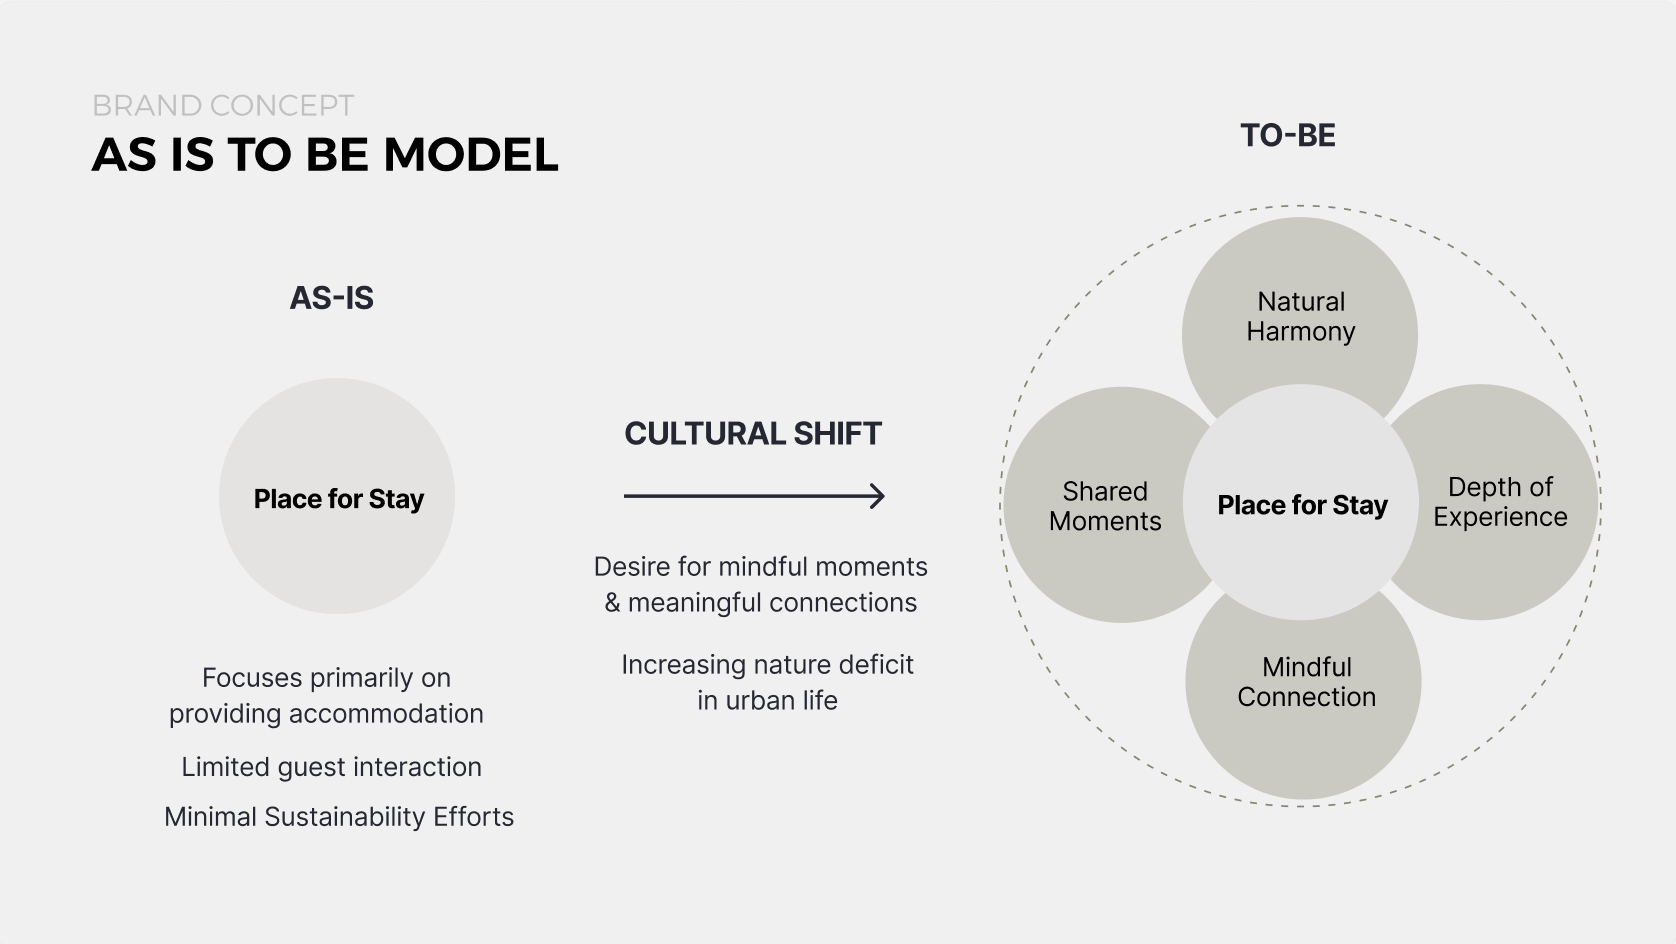 BRAND CONCEPT
AS IS TO BE MODEL
AS-IS
Place for Stay
Focuses primarily on
providing accommodation
Limited guest interaction
Minimal Sustainability Efforts
CULTURAL SHIFT
Desire for mindful moments
& meaningful connections
Increasing nature deficit
in urban life
TO-BE
Natural
Harmony
Shared
Moments
Place for Stay
Depth of
Experience
Mindful
Connection